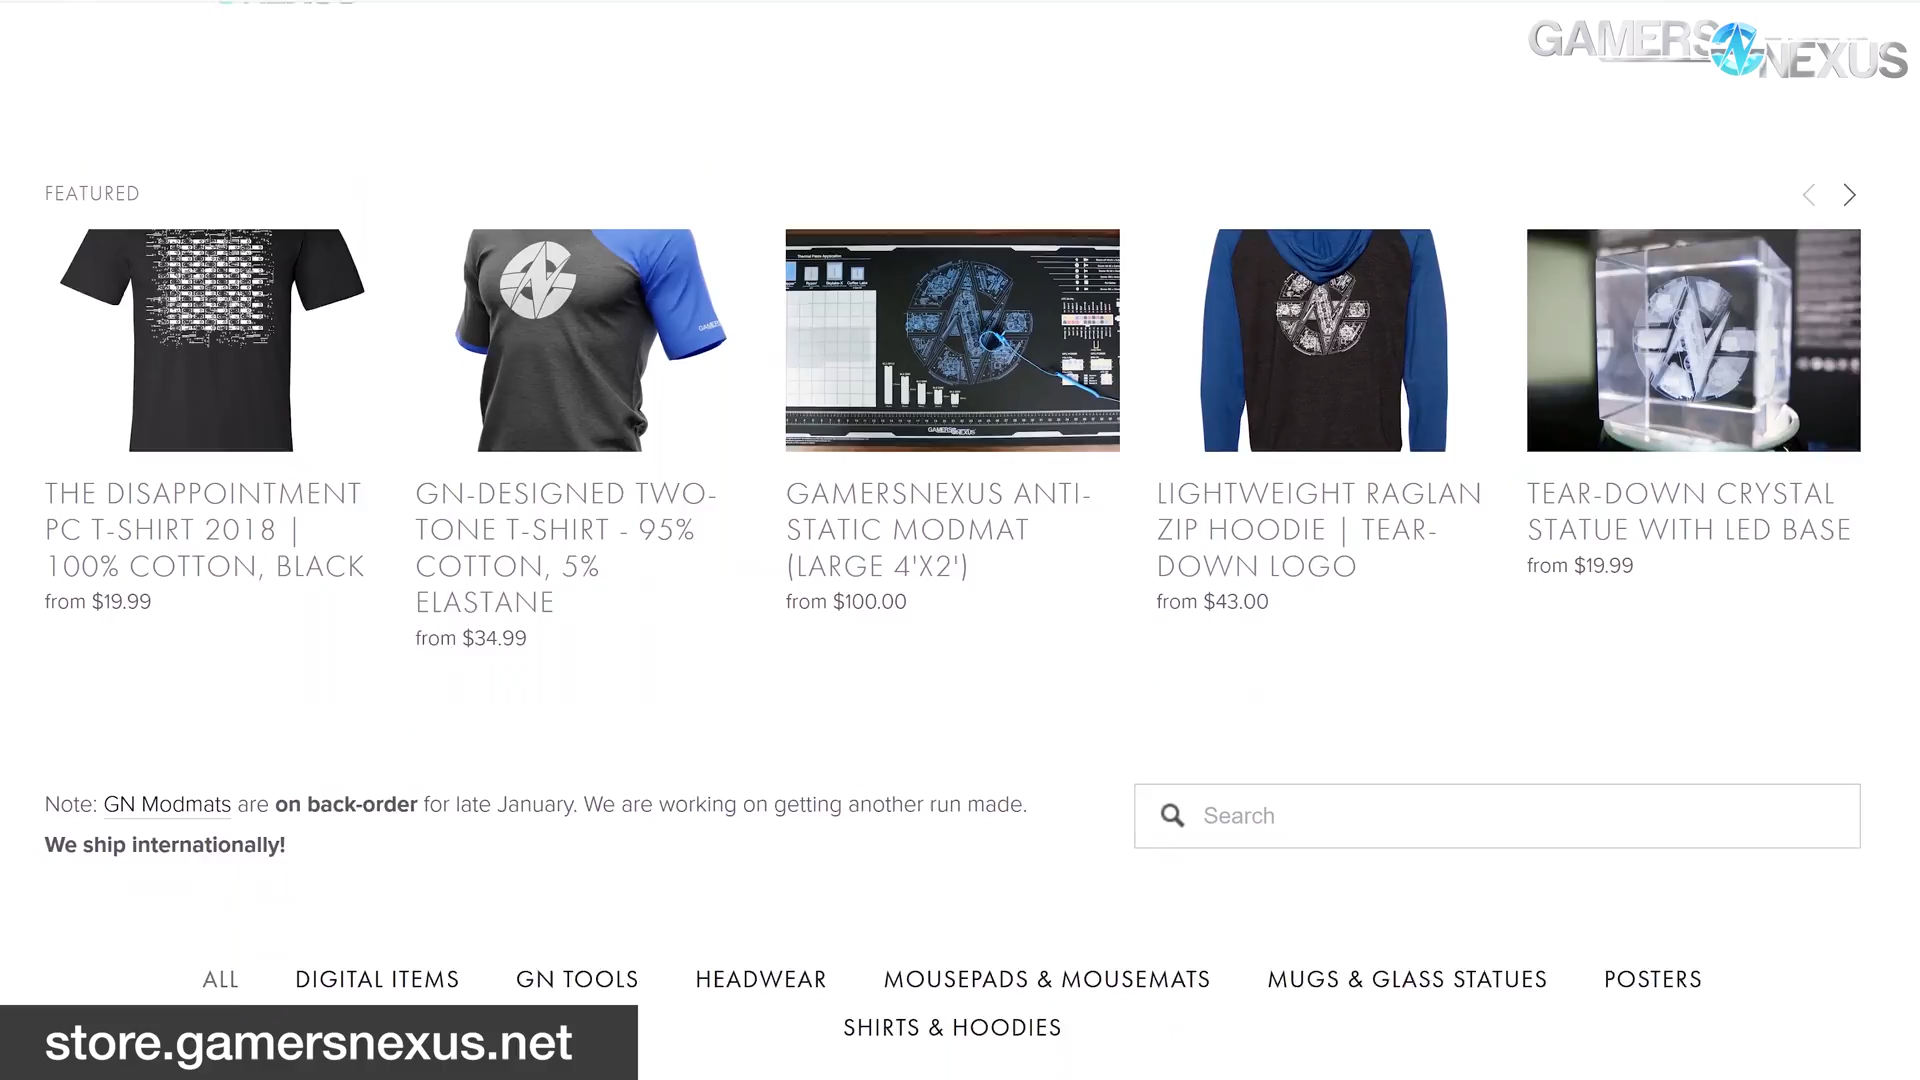 GAMERS NEXUS
FEATURED
THE DISAPPOINTMENT
PC T-SHIRT 2018 |
100% COTTON, BLACK
from $19.99
GN-DESIGNED TWO-
TONE T-SHIRT - 95%
COTTON, 5%
ELASTANE
from $34.99
GAMERSNEXUS ANTI-
STATIC MODMAT
(LARGE 4'X2')
from $100.00
LIGHTWEIGHT RAGLAN
ZIP HOODIE | TEAR-
DOWN LOGO
from $43.00
TEAR-DOWN CRYSTAL
STATUE WITH LED BASE
from $19.99
Note: GN Modmats are on back-order for late January. We are working on getting another run made.
We ship internationally!
Search
ALL DIGITAL ITEMS GN TOOLS HEADWEAR MOUSEPADS & MOUSEMATS MUGS & GLASS STATUES POSTERS
SHIRTS & HOODIES
store.gamersnexus.net